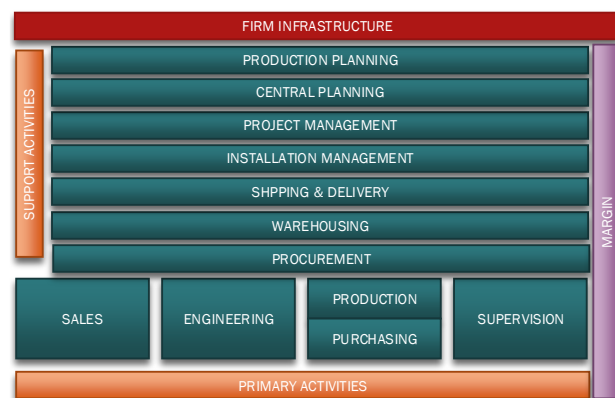 FIRM INFRASTRUCTURE
SUPPORT ACTIVITIES
PRODUCTION PLANNING
CENTRAL PLANNING
PROJECT MANAGEMENT
INSTALLATION MANAGEMENT
SHPPING & DELIVERY
WAREHOUSING
PROCUREMENT
MARGIN
SALES
ENGINEERING
PRODUCTION
PURCHASING
SUPERVISION
PRIMARY ACTIVITIES